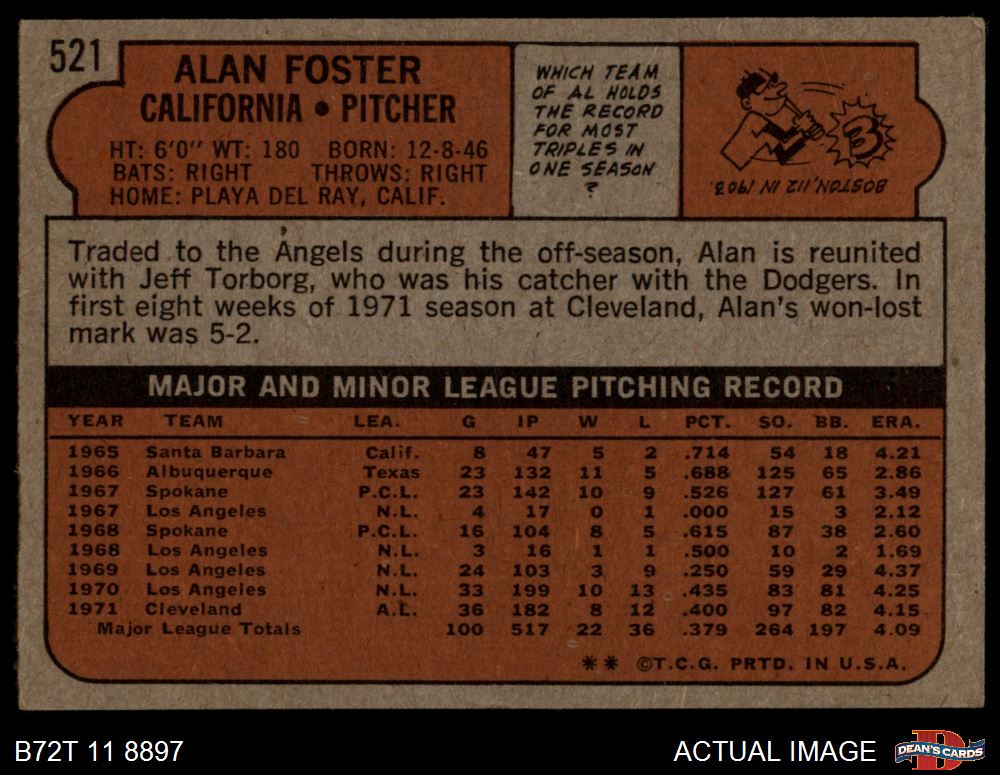 521
ALAN FOSTER
CALIFORNIA • PITCHER
HT: 6'0" WT: 180 BORN: 12-8-46
BATS: RIGHT THROWS: RIGHT
HOME: PLAYA DEL RAY, CALIF.
WHICH TEAM
OF AL HOLDS
THE RECORD
FOR MOST
TRIPLES IN
ONE SEASON
?
3
BOSTON, 112 IN 1903.
Traded to the Angels during the off-season, Alan is reunited
with Jeff Torborg, who was his catcher with the Dodgers. In
first eight weeks of 1971 season at Cleveland, Alan's won-lost
mark was 5-2.
MAJOR AND MINOR LEAGUE PITCHING RECORD
YEAR TEAM LEA. G IP W L PCT. SO. BB. ERA.
1965 Santa Barbara Calif. 8 47 5 2 .714 54 18 4.21
1966 Albuquerque Texas 23 132 11 5 .688 125 65 2.86
1967 Spokane P.C.L. 23 142 10 9 .526 127 61 3.49
1967 Los Angeles N.L. 4 17 0 1 .000 15 3 2.12
1968 Spokane P.C.L. 16 104 8 5 .615 87 38 2.60
1968 Los Angeles N.L. 3 16 1 1 .500 10 2 1.69
1969 Los Angeles N.L. 24 103 3 9 .250 59 29 4.37
1970 Los Angeles N.L. 33 199 10 13 .435 83 81 4.25
1971 Cleveland A.L. 36 182 8 12 .400 97 82 4.15
Major League Totals 100 517 22 36 .379 264 197 4.09
** ©T.C.G. PRTD. IN U.S.A.
B72T 11 8897
ACTUAL IMAGE
D
DEAN'S CARDS